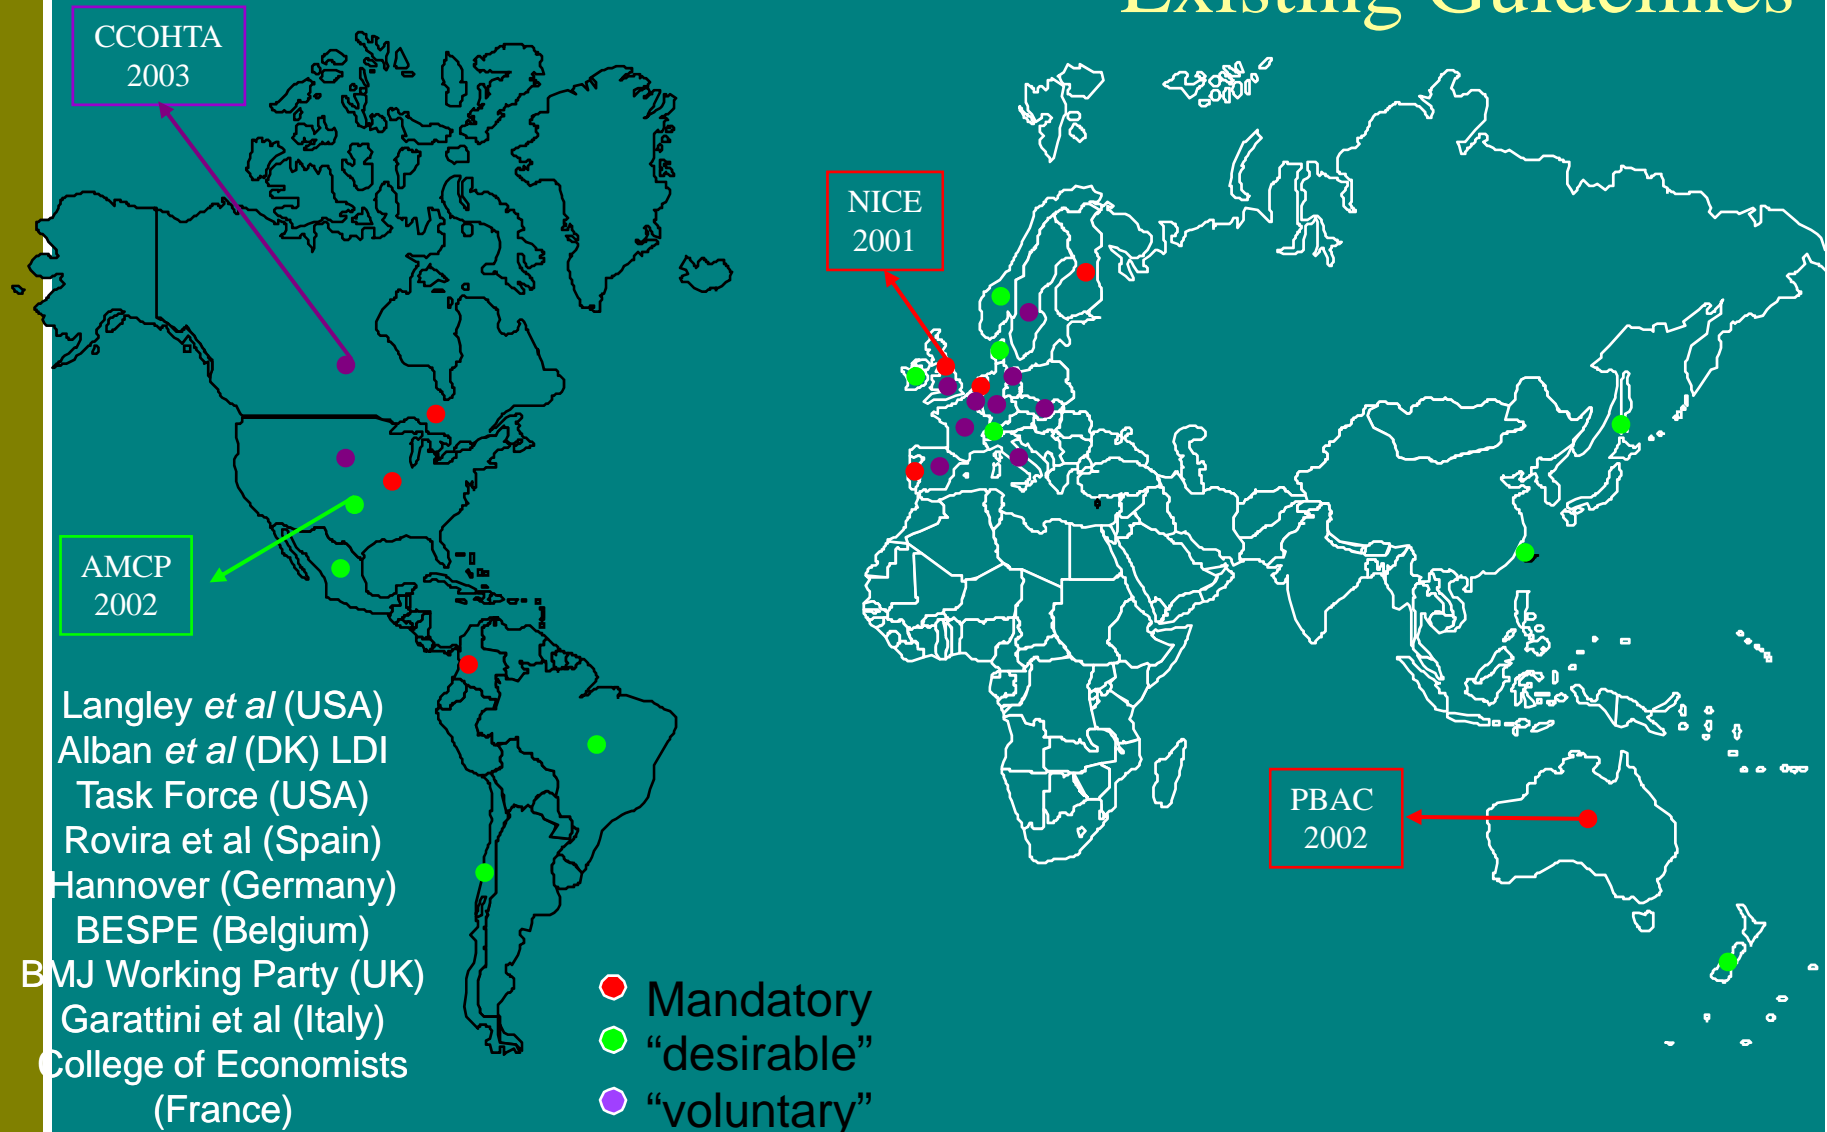 Existing Guidelines
CCOHTA
2003
NICE
2001
AMCP
2002
PBAC
2002
Langley et al (USA)
Alban et al (DK) LDI
Task Force (USA)
Rovira et al (Spain)
Hannover (Germany)
BESPE (Belgium)
BMJ Working Party (UK)
Garattini et al (Italy)
College of Economists
(France)
Mandatory
“desirable”
“voluntary”